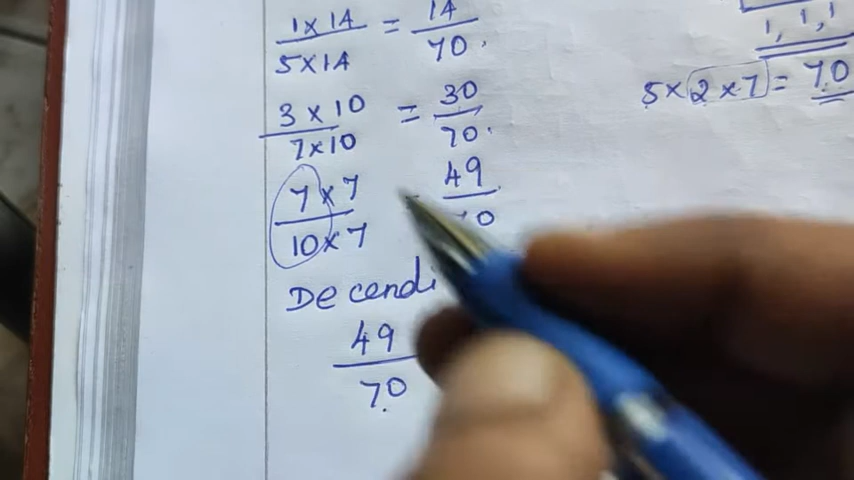 1 x 14 / 5 x 14 = 14 / 70.
1, 1, 1
5 x 2 x 7 = 70
3 x 10 / 7 x 10 = 30 / 70.
7 x 7 / 10 x 7 49
De cendi
49 / 70